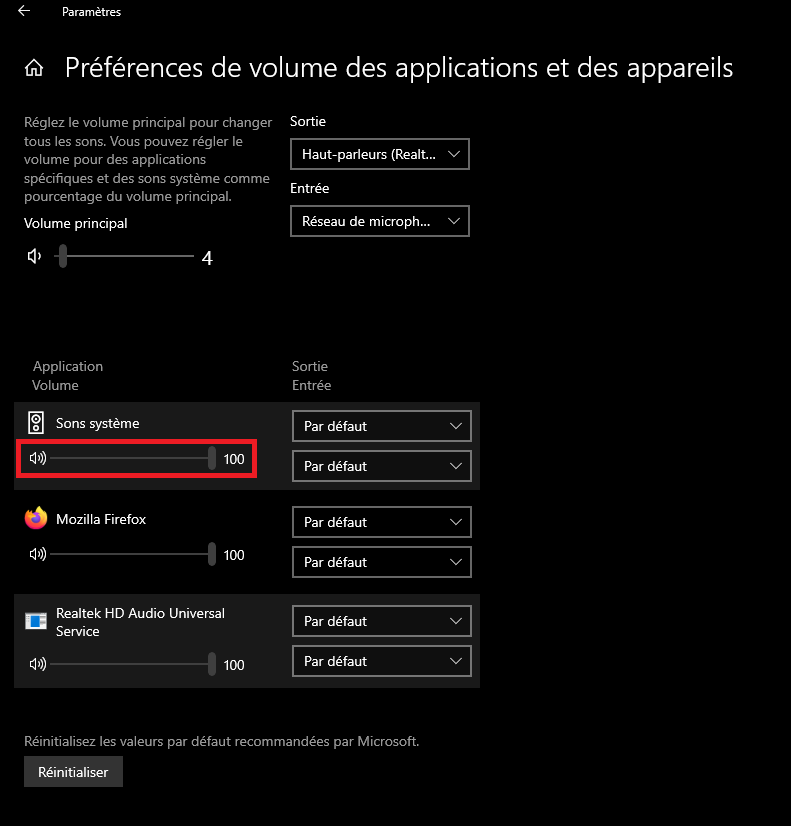 Paramètres
Préférences de volume des applications et des appareils
Réglez le volume principal pour changer
tous les sons. Vous pouvez régler le
volume pour des applications
spécifiques et des sons système comme
pourcentage du volume principal.
Volume principal
4
Sortie
Haut-parleurs (Realt...
Entrée
Réseau de microph...
Application
Volume
Sortie
Entrée
Sons système
100
Par défaut
Par défaut
Mozilla Firefox
100
Par défaut
Par défaut
Realtek HD Audio Universal
Service
100
Par défaut
Par défaut
Réinitialisez les valeurs par défaut recommandées par Microsoft.
Réinitialiser